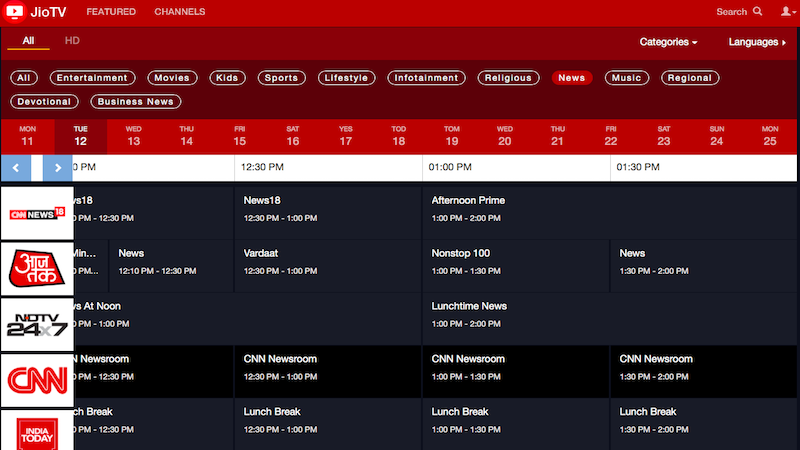 JioTV FEATURED CHANNELS Search
All HD Categories Languages
All Entertainment Movies Kids Sports Lifestyle Infotainment Religious News Music Regional
Devotional Business News
MON TUE WED THU FRI SAT YES TOD TOM WED THU FRI SAT SUN MON
11 12 13 14 15 16 17 18 19 20 21 22 23 24 25
0 PM 12:30 PM 01:00 PM 01:30 PM
CNN NEWS 18
vs18 News18 Afternoon Prime
PM - 12:30 PM 12:30 PM - 1:00 PM 1:00 PM - 2:00 PM
आज तक
Min... News Vardaat Nonstop 100 News
PM... 12:10 PM - 12:30 PM 12:30 PM - 1:00 PM 1:00 PM - 1:30 PM 1:30 PM - 2:00 PM
NDTV 24x7
vs At Noon Lunchtime News
PM - 1:00 PM 1:00 PM - 2:00 PM
CNN
N Newsroom CNN Newsroom CNN Newsroom CNN Newsroom
PM - 12:30 PM 12:30 PM - 1:00 PM 1:00 PM - 1:30 PM 1:30 PM - 2:00 PM
INDIA TODAY
ch Break Lunch Break Lunch Break Lunch Break
PM - 12:30 PM 12:30 PM - 1:00 PM 1:00 PM - 1:30 PM 1:30 PM - 2:00 PM